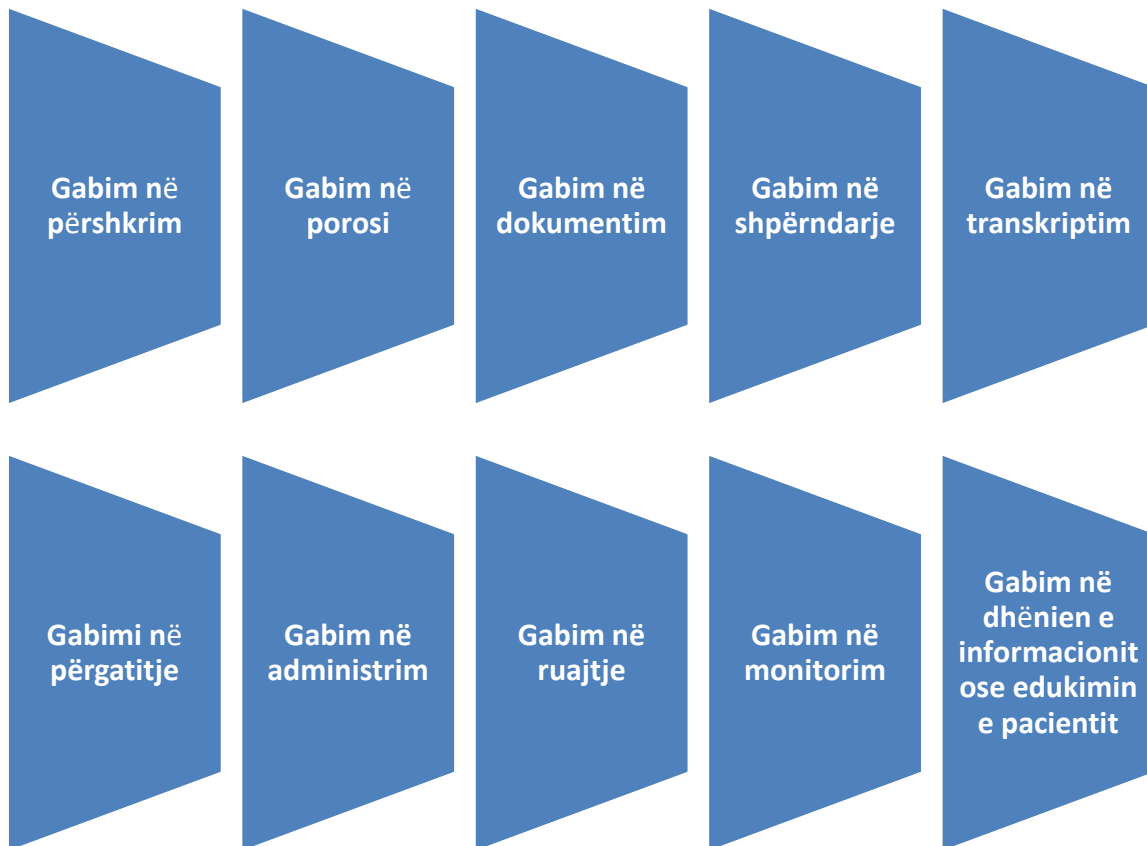 Gabim në
përshkrim
Gabim në
porosi
Gabim në
dokumentim
Gabim në
shpërndarje
Gabim në
transkriptim
Gabimi në
përgatitje
Gabim në
administrim
Gabim në
ruajtje
Gabim në
monitorim
Gabim në
dhënien e
informacionit
ose edukimin
e pacientit